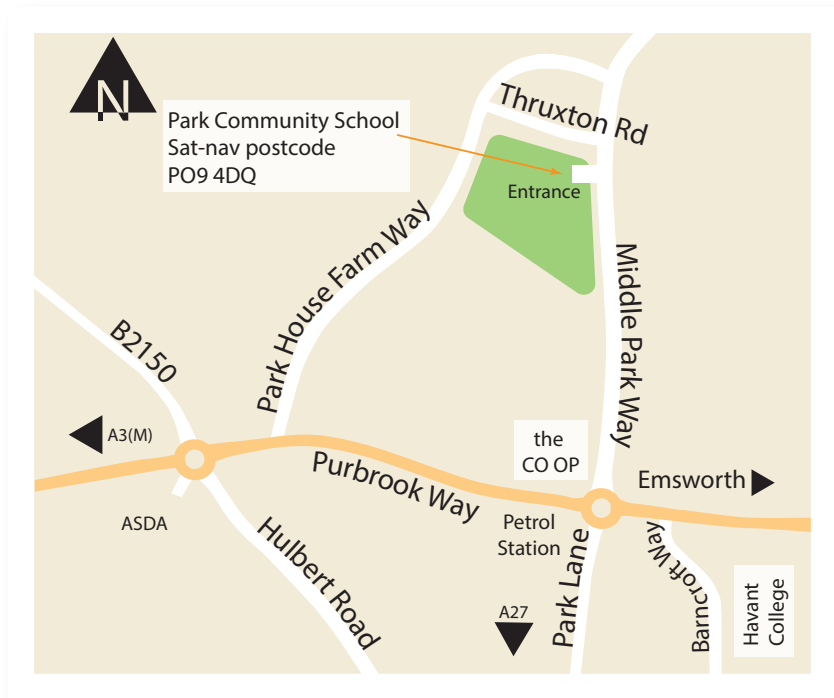 N
Park Community School
Sat-nav postcode
PO9 4DQ
Thruxton Rd
Entrance
Park House Farm Way
Middle Park Way
B2150
A3(M)
the
CO OP
Purbrook Way
Emsworth
ASDA
Petrol
Station
Hulbert Road
A27
Park Lane
Barncroft Way
Havant
College